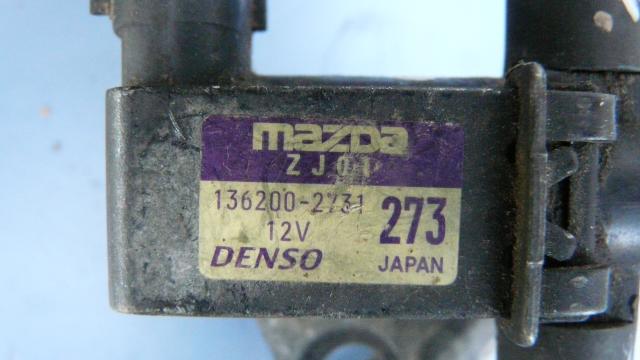 mazda
ZJ01
136200-2731
12V
273
DENSO
JAPAN